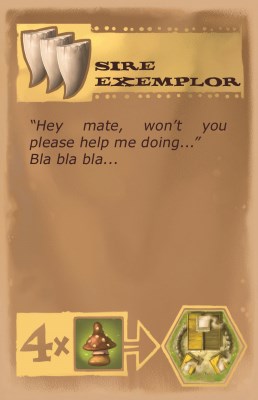 SIRE
EXEMPLOR
“Hey mate, won’t you
please help me doing...”
Bla bla bla...
4x